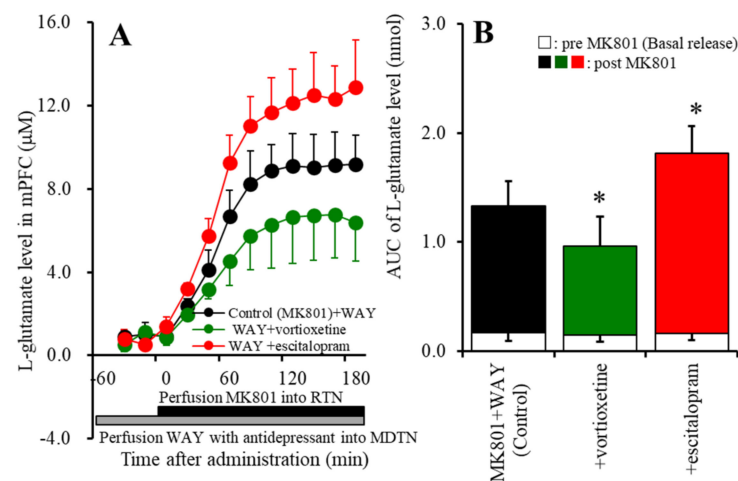 A
L-glutamate level in mPFC (μM)
16.0
12.0
8.0
4.0
0.0
-4.0
Control (MK801)+WAY
WAY+vortioxetine
WAY +escitalopram
-60 0 60 120 180
Perfusion MK801 into RTN
Perfusion WAY with antidepressant into MDTN
Time after administration (min)
B
AUC of L-glutamate level (nmol)
3.0
2.0
1.0
0.0
: pre MK801 (Basal release)
: post MK801
*
*
MK801+WAY
(Control)
+vortioxetine
+escitalopram